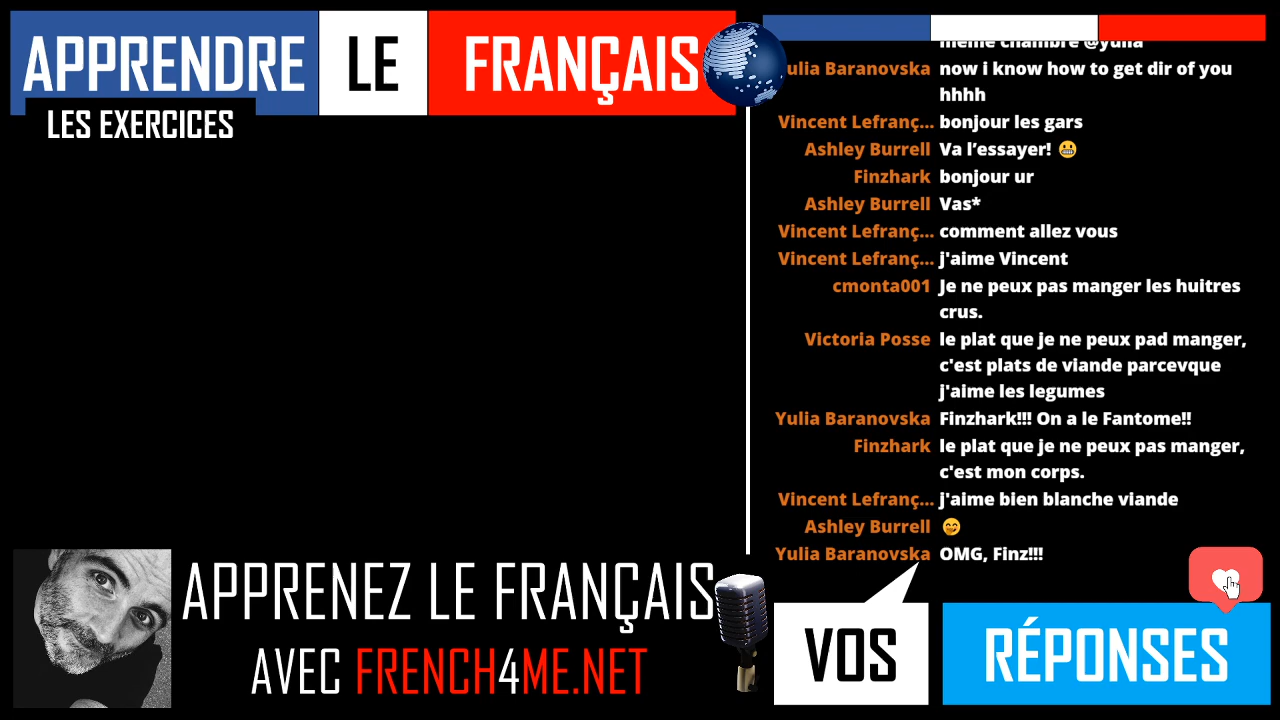 APPRENDRE LE FRANÇAIS
LES EXERCICES
même chambre @yulia
ulia Baranovska now i know how to get dir of you
hhhh
Vincent Lefranç... bonjour les gars
Ashley Burrell Va l’essayer! 😬
Finzhark bonjour ur
Ashley Burrell Vas*
Vincent Lefranç... comment allez vous
Vincent Lefranç... j'aime Vincent
cmonta001 Je ne peux pas manger les huitres
crus.
Victoria Posse le plat que je ne peux pad manger,
c'est plats de viande parcevque
j'aime les legumes
Yulia Baranovska Finzhark!!! On a le Fantome!!
Finzhark le plat que je ne peux pas manger,
c'est mon corps.
Vincent Lefranç... j'aime bien blanche viande
Ashley Burrell 🤭
Yulia Baranovska OMG, Finz!!!
APPRENEZ LE FRANÇAIS
AVEC FRENCH4ME.NET
VOS RÉPONSES